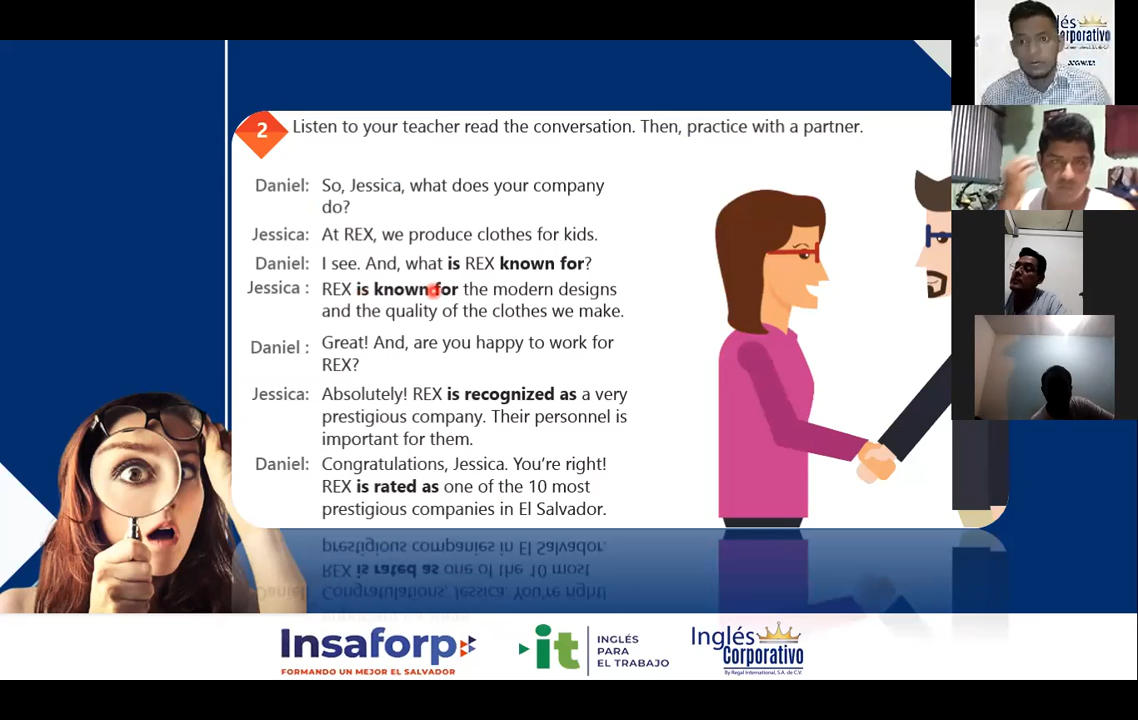 2 Listen to your teacher read the conversation. Then, practice with a partner.
Daniel: So, Jessica, what does your company
do?
Jessica: At REX, we produce clothes for kids.
Daniel: I see. And, what is REX known for?
Jessica : REX is known for the modern designs
and the quality of the clothes we make.
Daniel : Great! And, are you happy to work for
REX?
Jessica: Absolutely! REX is recognized as a very
prestigious company. Their personnel is
important for them.
Daniel: Congratulations, Jessica. You're right!
REX is rated as one of the 10 most
prestigious companies in El Salvador.
Insaforp
FORMANDO UN MEJOR EL SALVADOR
it
INGLÉS
PARA
EL TRABAJO
Inglés
Corporativo
By Regal International, S.A. de C.V.
lés
orporativo